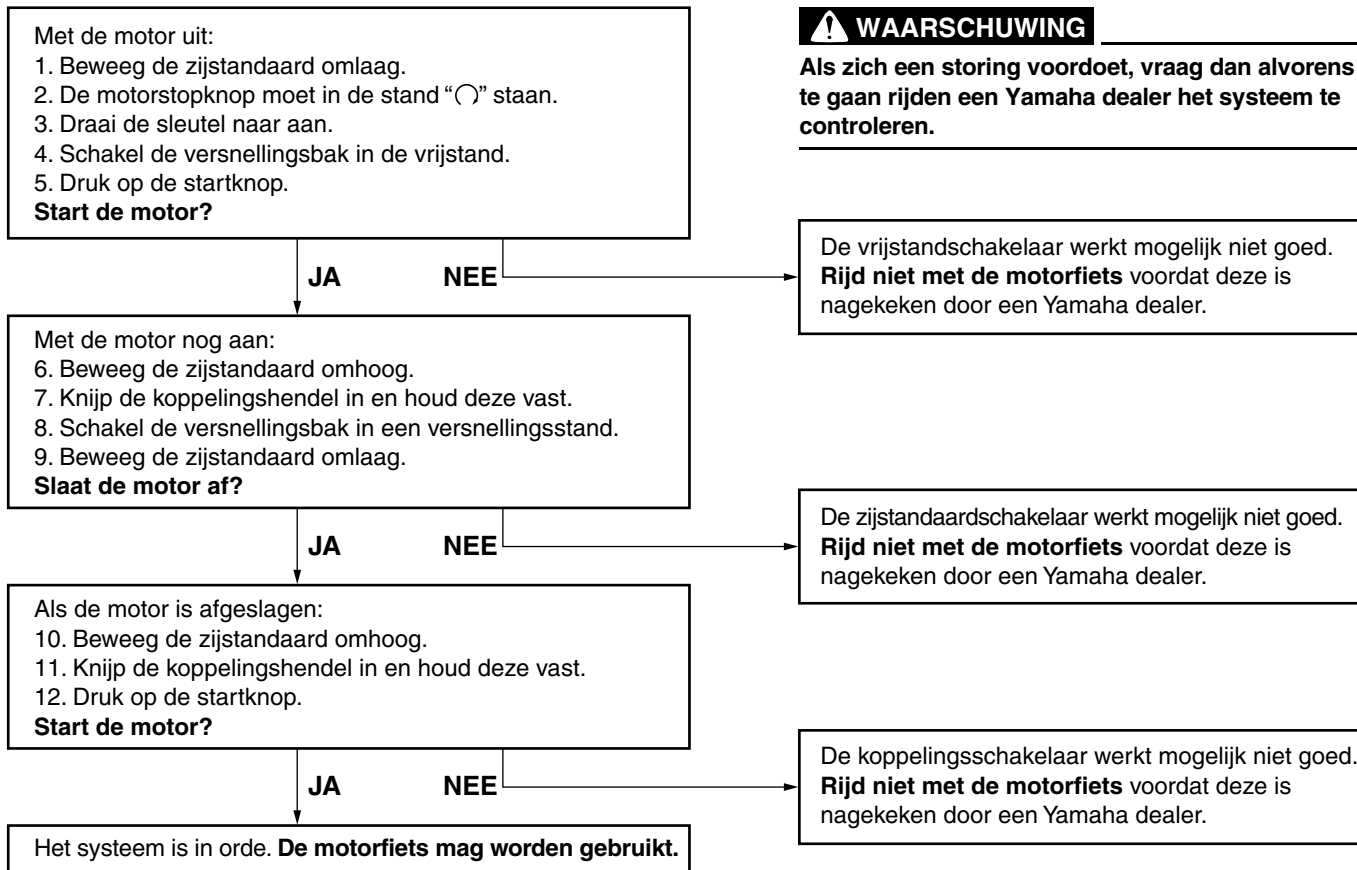 Met de motor uit:
1. Beweeg de zijstandaard omlaag.
2. De motorstopknop moet in de stand “○” staan.
3. Draai de sleutel naar aan.
4. Schakel de versnellingsbak in de vrijstand.
5. Druk op de startknop.
Start de motor?
WAARSCHUWING
Als zich een storing voordoet, vraag dan alvorens
te gaan rijden een Yamaha dealer het systeem te
controleren.
JA NEE
De vrijstandschakelaar werkt mogelijk niet goed.
Rijd niet met de motorfiets voordat deze is
nagekeken door een Yamaha dealer.
Met de motor nog aan:
6. Beweeg de zijstandaard omhoog.
7. Knijp de koppelingshendel in en houd deze vast.
8. Schakel de versnellingsbak in een versnellingsstand.
9. Beweeg de zijstandaard omlaag.
Slaat de motor af?
JA NEE
De zijstandaardschakelaar werkt mogelijk niet goed.
Rijd niet met de motorfiets voordat deze is
nagekeken door een Yamaha dealer.
Als de motor is afgeslagen:
10. Beweeg de zijstandaard omhoog.
11. Knijp de koppelingshendel in en houd deze vast.
12. Druk op de startknop.
Start de motor?
JA NEE
De koppelingsschakelaar werkt mogelijk niet goed.
Rijd niet met de motorfiets voordat deze is
nagekeken door een Yamaha dealer.
Het systeem is in orde. De motorfiets mag worden gebruikt.